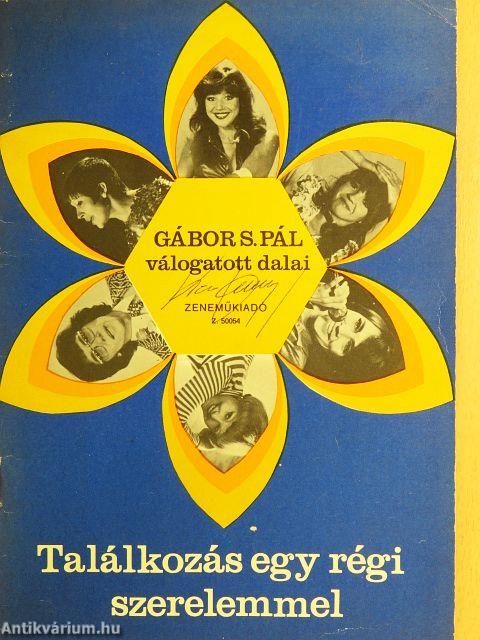 GÁBOR S. PÁL
válogatott dalai
ZENEMŰKIADÓ
Z. 50054
Találkozás egy régi
szerelemmel
Antikvárium.hu